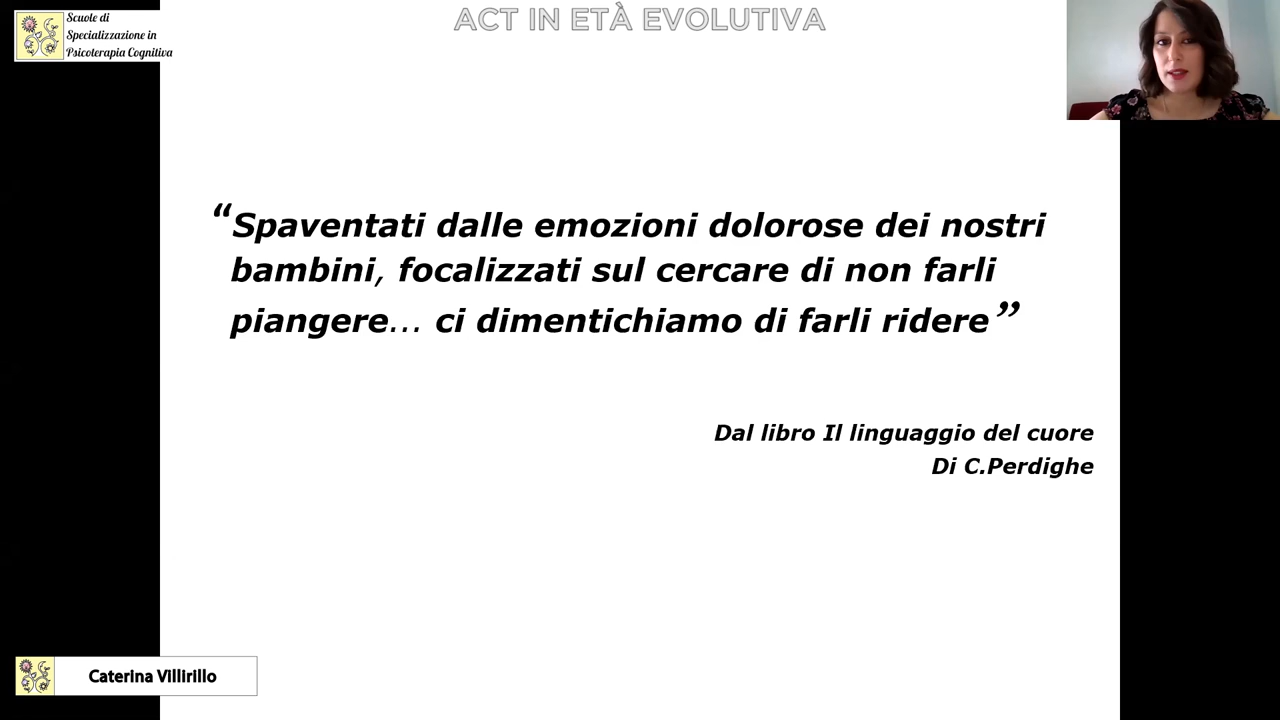 Scuole di
Specializzazione in
Psicoterapia Cognitiva
ACT IN ETÀ EVOLUTIVA
“Spaventati dalle emozioni dolorose dei nostri
bambini, focalizzati sul cercare di non farli
piangere... ci dimentichiamo di farli ridere”
Dal libro Il linguaggio del cuore
Di C.Perdighe
Caterina Villirillo